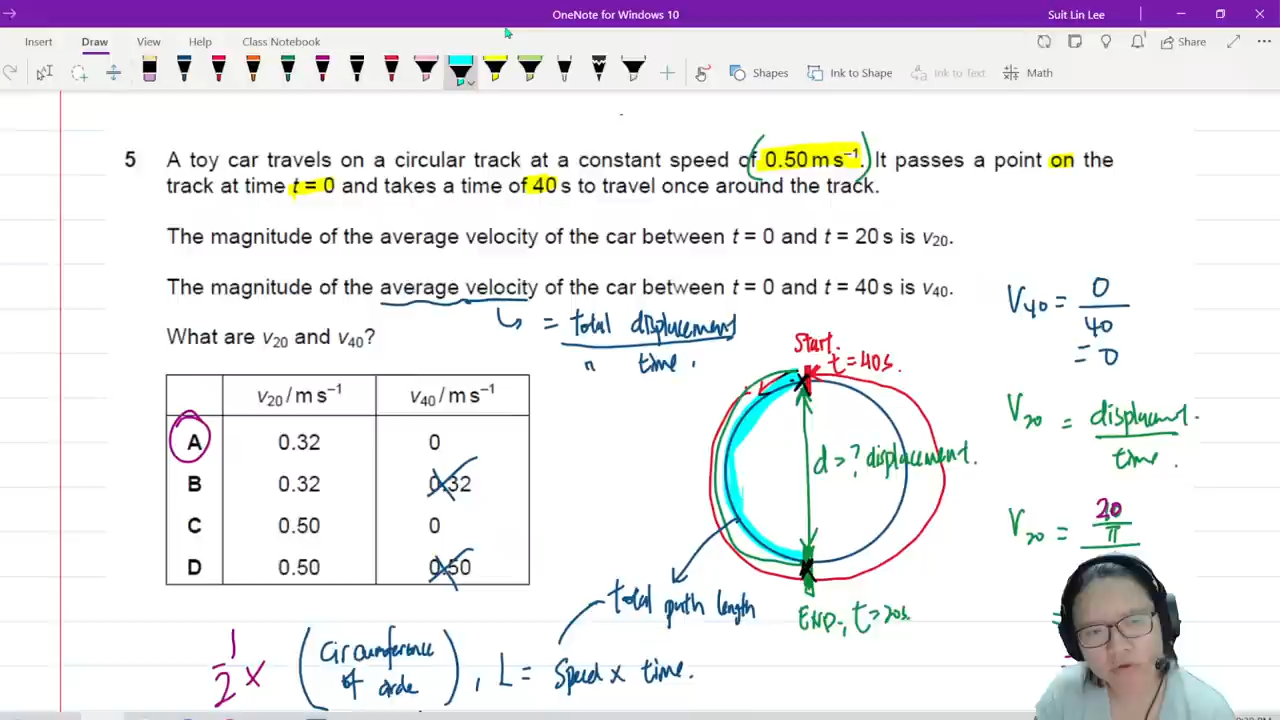 OneNote for Windows 10
Suit Lin Lee
Insert
Draw
View
Help
Class Notebook
Share
Shapes
Ink to Shape
Ink to Text
Math
5 A toy car travels on a circular track at a constant speed of (0.50 m s⁻¹.) It passes a point on the
track at time t = 0 and takes a time of 40 s to travel once around the track.
The magnitude of the average velocity of the car between t = 0 and t = 20 s is v₂₀.
The magnitude of the average velocity of the car between t = 0 and t = 40 s is v₄₀.
= total displacement
time
What are v₂₀ and v₄₀?
v₂₀ / m s⁻¹ v₄₀ / m s⁻¹
A 0.32 0
B 0.32 0.32
C 0.50 0
D 0.50 0.50
Start.
t = 40s.
d = ? displacement.
END, t = 20s.
total path length
V₄₀ = 0
40
= 0
V₂₀ = displacement.
time.
V₂₀ = 20
π
1/2 × (Circumference
of circle), L = Speed × time.